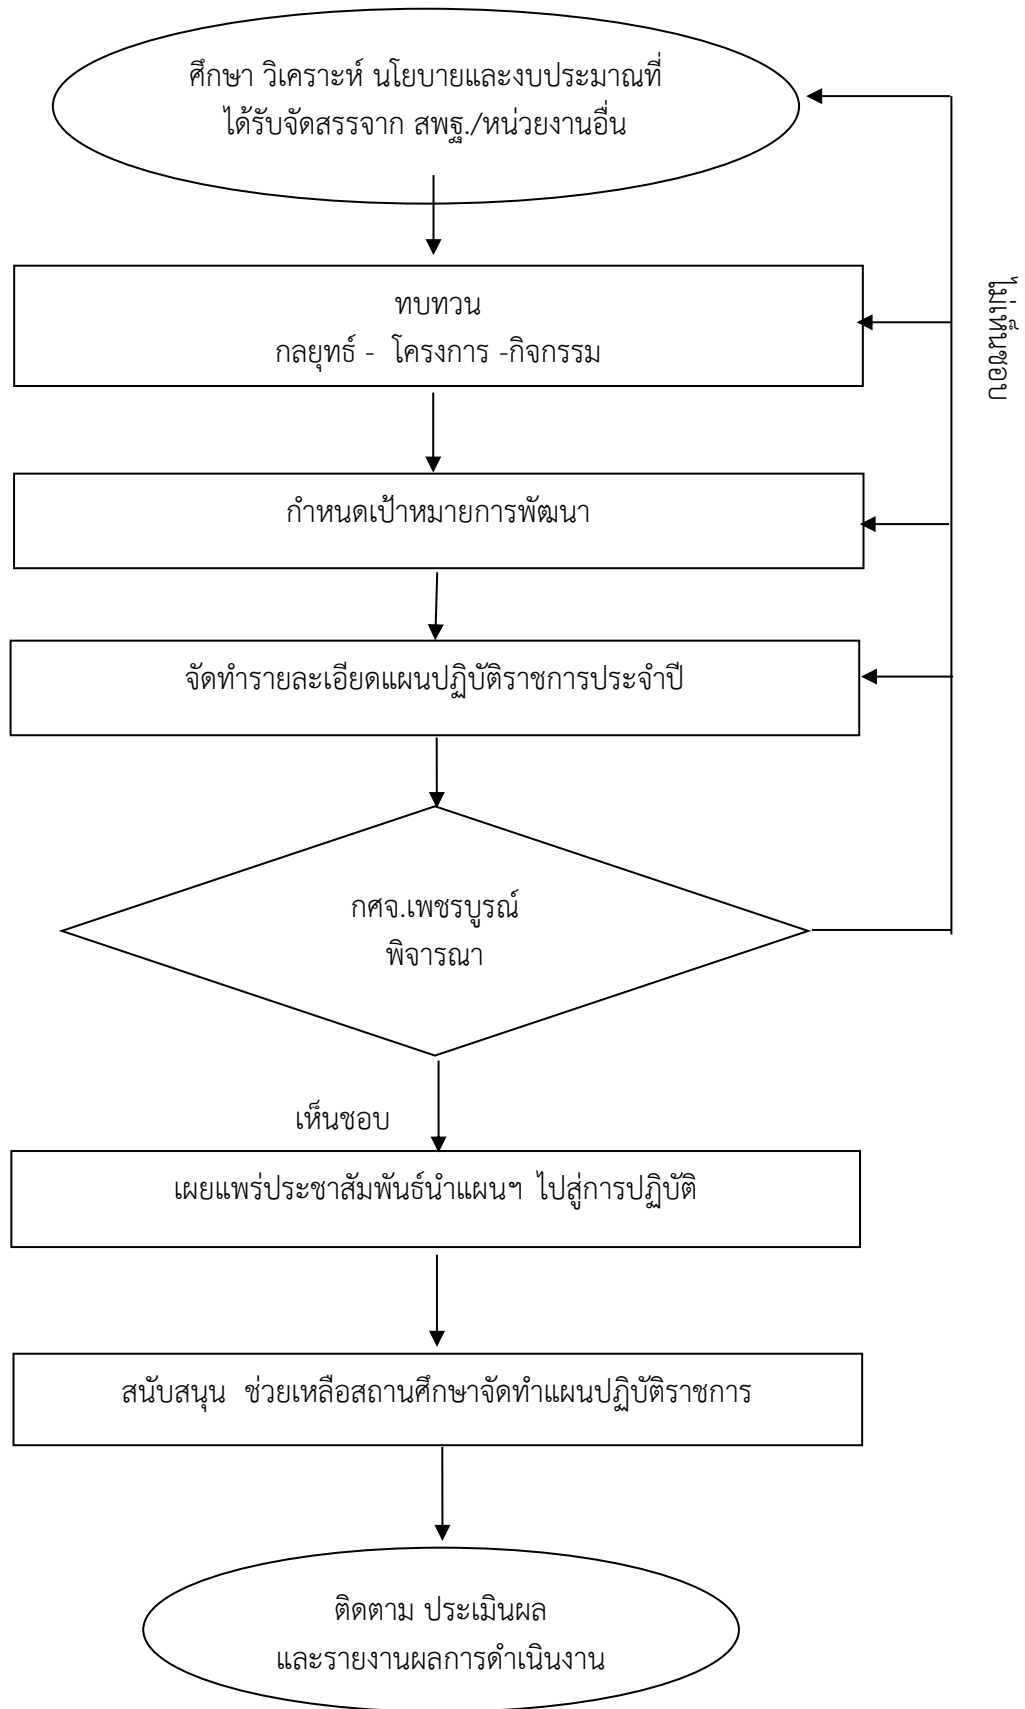 ศึกษา วิเคราะห์ นโยบายและงบประมาณที่
ได้รับจัดสรรจาก สพฐ./หน่วยงานอื่น
ไม่เห็นชอบ
ทบทวน
กลยุทธ์ - โครงการ -กิจกรรม
กำหนดเป้าหมายการพัฒนา
จัดทำรายละเอียดแผนปฏิบัติราชการประจำปี
กศจ.เพชรบูรณ์
พิจารณา
เห็นชอบ
เผยแพร่ประชาสัมพันธ์นำแผนฯ ไปสู่การปฏิบัติ
สนับสนุน ช่วยเหลือสถานศึกษาจัดทำแผนปฏิบัติราชการ
ติดตาม ประเมินผล
และรายงานผลการดำเนินงาน